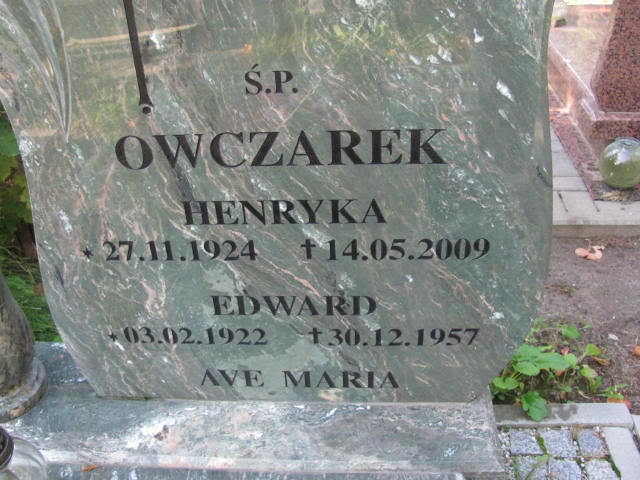 Ś.P.
OWCZAREK
HENRYKA
* 27.11.1924 † 14.05.2009
EDWARD
* 03.02.1922 † 30.12.1957
AVE MARIA